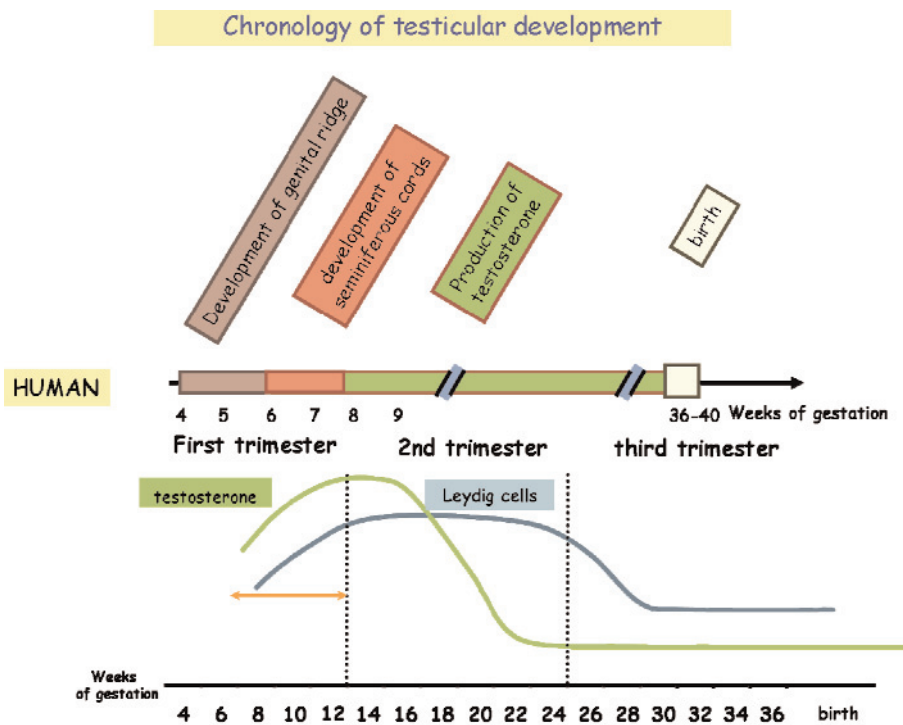 Chronology of testicular development
Development of genital ridge
development of
seminiferous cords
Production of
testosterone
birth
HUMAN
4 5 6 7 8 9 36-40 Weeks of gestation
First trimester 2nd trimester third trimester
testosterone
Leydig cells
Weeks
of gestation
4 6 8 10 12 14 16 18 20 22 24 26 28 30 32 34 36 birth